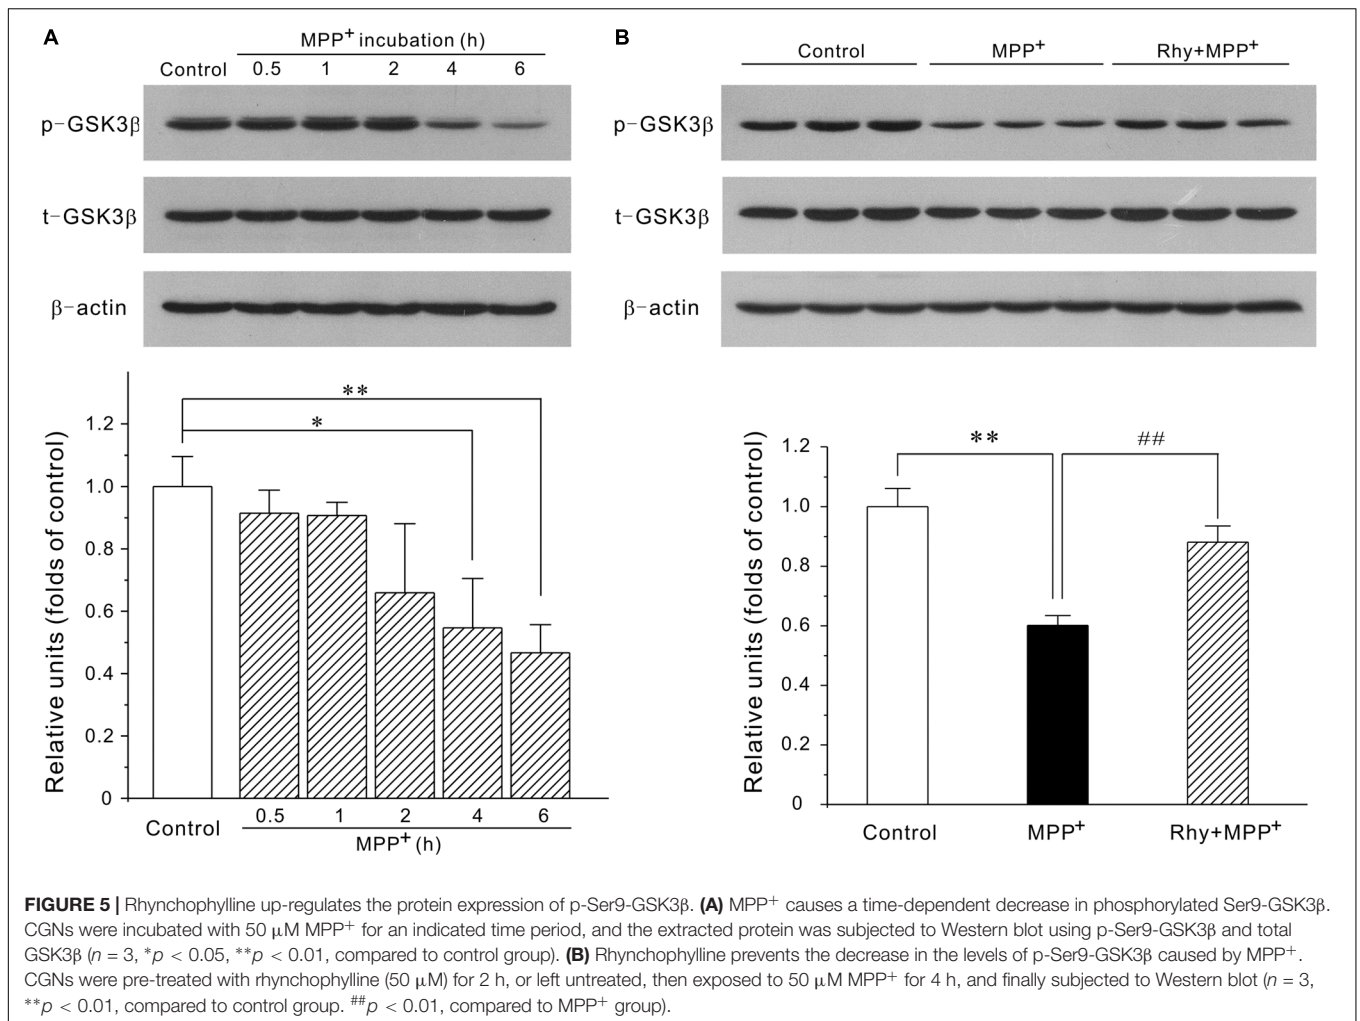 A
MPP+ incubation (h)
Control 0.5 1 2 4 6
p-GSK3β
t-GSK3β
β-actin
**
*
Relative units (folds of control)
1.2
1.0
0.8
0.6
0.4
0.2
0
Control
0.5 1 2 4 6
MPP+ (h)
B
Control MPP+ Rhy+MPP+
p-GSK3β
t-GSK3β
β-actin
** ##
Relative units (folds of control)
1.2
1.0
0.8
0.6
0.4
0.2
0
Control MPP+ Rhy+MPP+
FIGURE 5 | Rhynchophylline up-regulates the protein expression of p-Ser9-GSK3β. (A) MPP+ causes a time-dependent decrease in phosphorylated Ser9-GSK3β.
CGNs were incubated with 50 μM MPP+ for an indicated time period, and the extracted protein was subjected to Western blot using p-Ser9-GSK3β and total
GSK3β (n = 3, *p < 0.05, **p < 0.01, compared to control group). (B) Rhynchophylline prevents the decrease in the levels of p-Ser9-GSK3β caused by MPP+.
CGNs were pre-treated with rhynchophylline (50 μM) for 2 h, or left untreated, then exposed to 50 μM MPP+ for 4 h, and finally subjected to Western blot (n = 3,
**p < 0.01, compared to control group. ##p < 0.01, compared to MPP+ group).